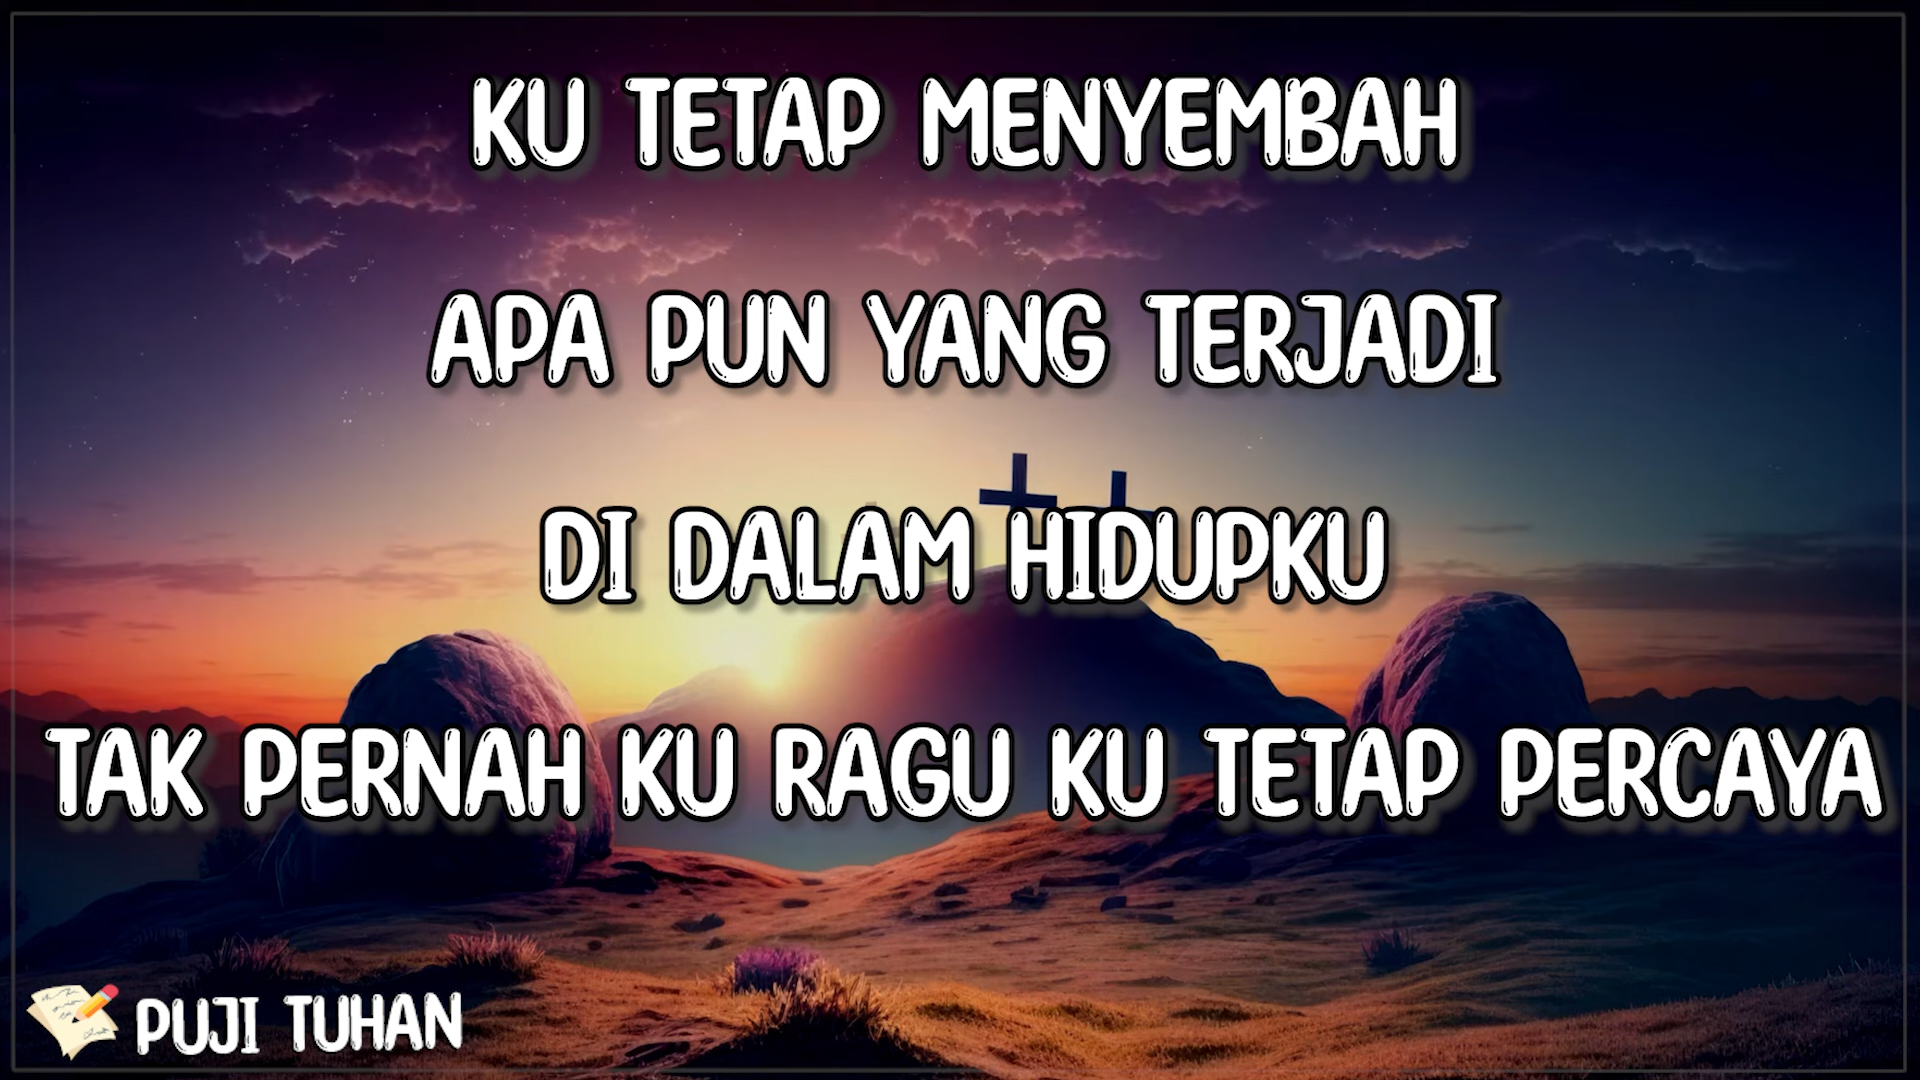 KU TETAP MENYEMBAH
APA PUN YANG TERJADI
DI DALAM HIDUPKU
TAK PERNAH KU RAGU KU TETAP PERCAYA
PUJI TUHAN